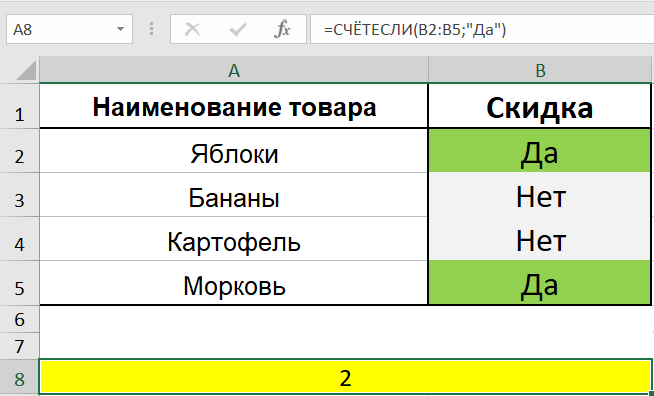 A8 =СЧЁТЕСЛИ(B2:B5;"Да")
A B
1 Наименование товара Скидка
2 Яблоки Да
3 Бананы Нет
4 Картофель Нет
5 Морковь Да
6
7
8 2